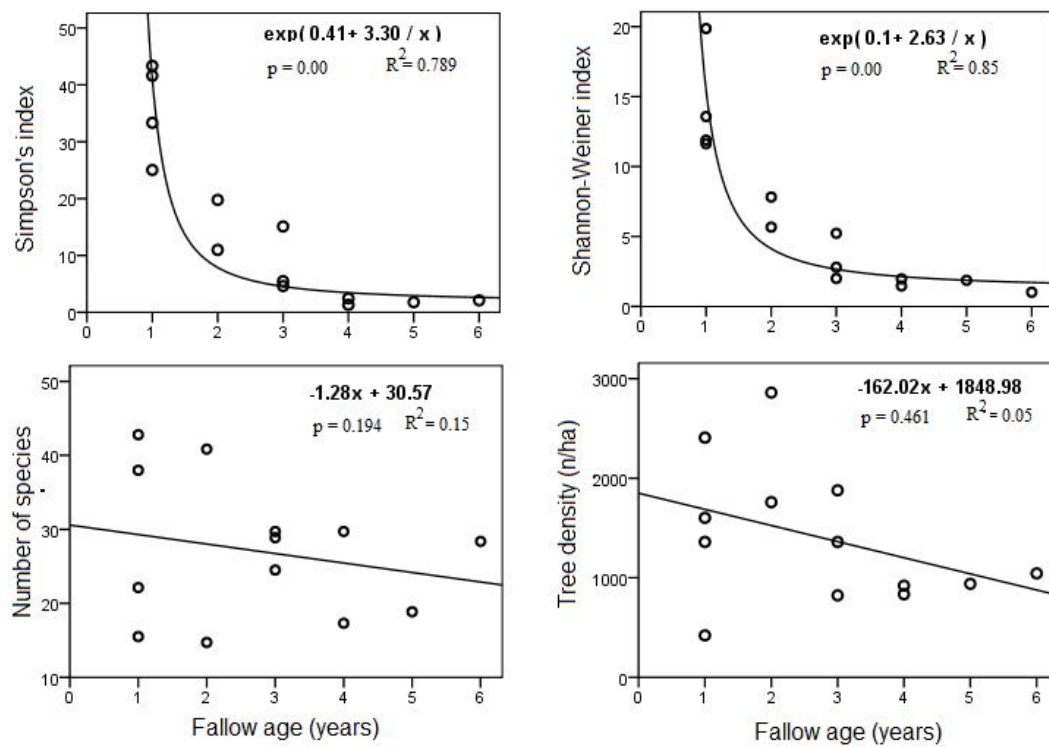 exp( 0.41+ 3.30 / x )
p = 0.00 R2 = 0.789
Simpson's index
50
40
30
20
10
0
0 1 2 3 4 5 6
exp( 0.1+ 2.63 / x )
p = 0.00 R2 = 0.85
Shannon-Weiner index
20
15
10
5
0
0 1 2 3 4 5 6
-1.28x + 30.57
p = 0.194 R2 = 0.15
Number of species
50
40
30
20
10
0 1 2 3 4 5 6
Fallow age (years)
-162.02x + 1848.98
p = 0.461 R2 = 0.05
Tree density (n/ha)
3000
2000
1000
0
0 1 2 3 4 5 6
Fallow age (years)